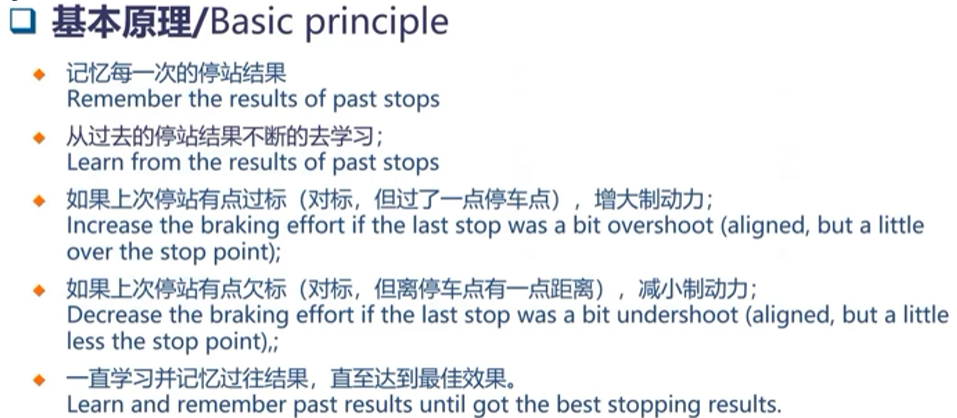 基本原理/Basic principle
记忆每一次的停站结果
Remember the results of past stops
从过去的停站结果不断的去学习；
Learn from the results of past stops
如果上次停站有点过标（对标，但过了一点停车点），增大制动力；
Increase the braking effort if the last stop was a bit overshoot (aligned, but a little
over the stop point);
如果上次停站有点欠标（对标，但离停车点有一点距离），减小制动力；
Decrease the braking effort if the last stop was a bit undershoot (aligned, but a little
less the stop point),;
一直学习并记忆过往结果，直至达到最佳效果。
Learn and remember past results until got the best stopping results.